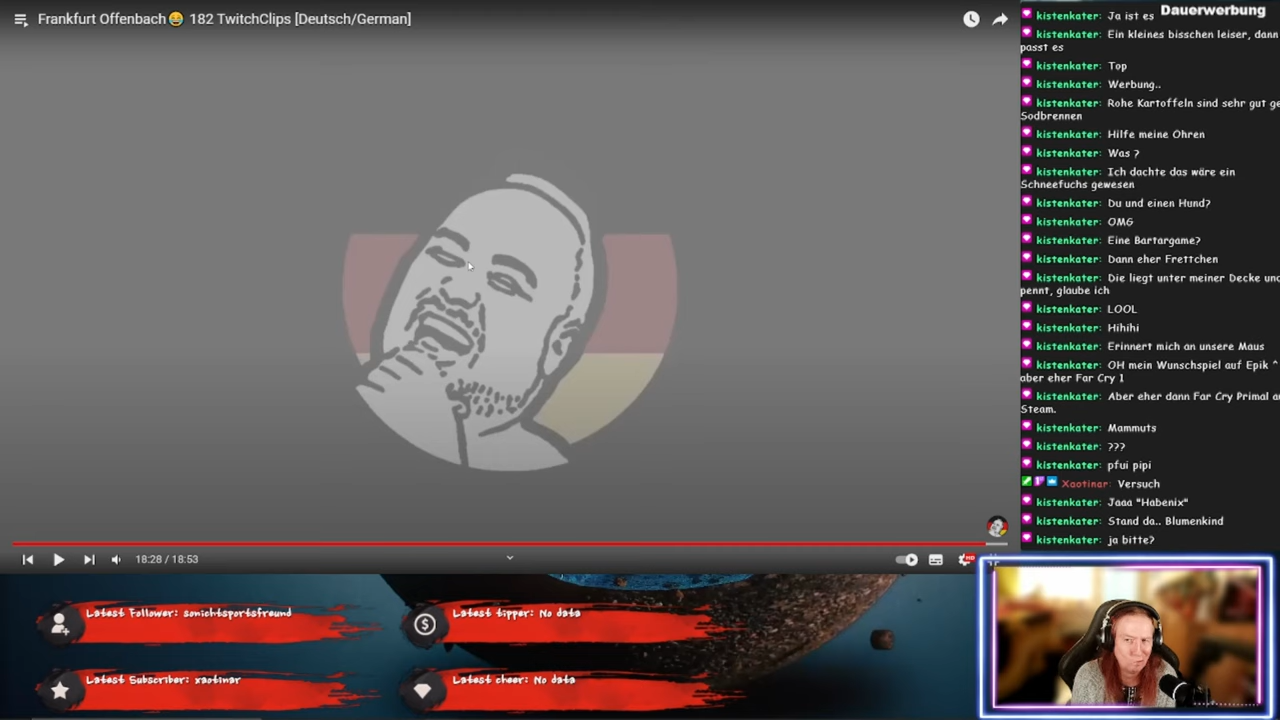 Frankfurt Offenbach😂 182 TwitchClips [Deutsch/German]
Dauerwerbung
kistenkater: Ja ist es
kistenkater: Ein kleines bisschen leiser, dann
passt es
kistenkater: Top
kistenkater: Werbung..
kistenkater: Rohe Kartoffeln sind sehr gut
Sodbrennen
kistenkater: Hilfe meine Ohren
kistenkater: Was ?
kistenkater: Ich dachte das wäre ein
Schneefuchs gewesen
kistenkater: Du und einen Hund?
kistenkater: OMG
kistenkater: Eine Bartargame?
kistenkater: Dann eher Frettchen
kistenkater: Die liegt unter meiner Decke und
pennt, glaube ich
kistenkater: LOOL
kistenkater: Hihihi
kistenkater: Erinnert mich an unsere Maus
kistenkater: OH mein Wunschspiel auf Epik ^
aber eher Far Cry 1
kistenkater: Aber eher dann Far Cry Primal
Steam.
kistenkater: Mammuts
kistenkater: ???
kistenkater: pfui pipi
Xaotinar: Versuch
kistenkater: Jaaa "Habenix"
kistenkater: Stand da.. Blumenkind
kistenkater: ja bitte?
18:28 / 18:53
HD
Latest Follower: sonichtsportsfreund
Latest tipper: No data
Latest Subscriber: xaotinar
Latest cheer: No data